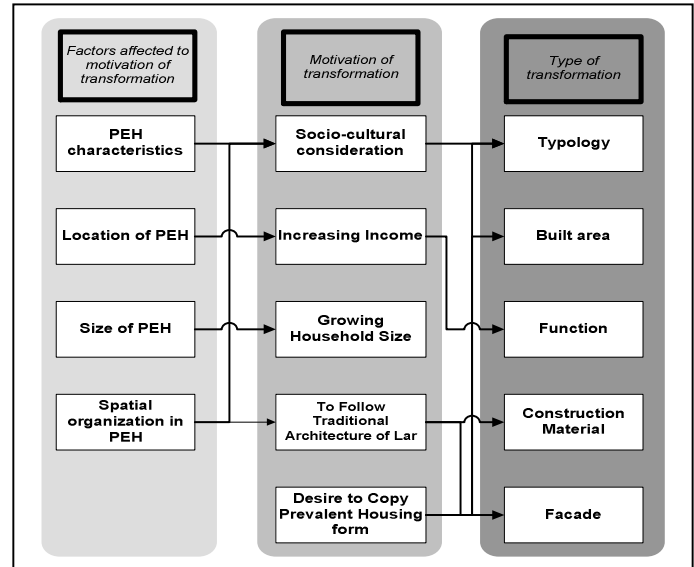 Factors affected to
motivation of
transformation
PEH
characteristics
Location of PEH
Size of PEH
Spatial
organization in
PEH
Motivation of
transformation
Socio-cultural
consideration
Increasing Income
Growing
Household Size
To Follow
Traditional
Architecture of Lar
Desire to Copy
Prevalent Housing
form
Type of
transformation
Typology
Built area
Function
Construction
Material
Facade